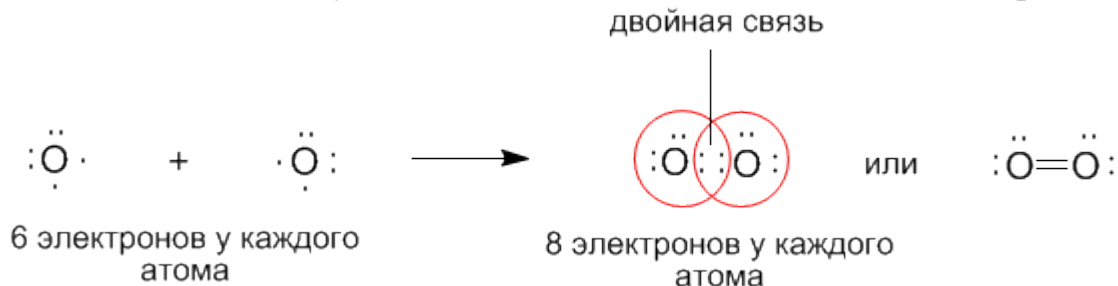 двойная связь
:Ö· + ·Ö: :Ö::Ö: или :Ö=Ö:
6 электронов у каждого
атома
8 электронов у каждого
атома